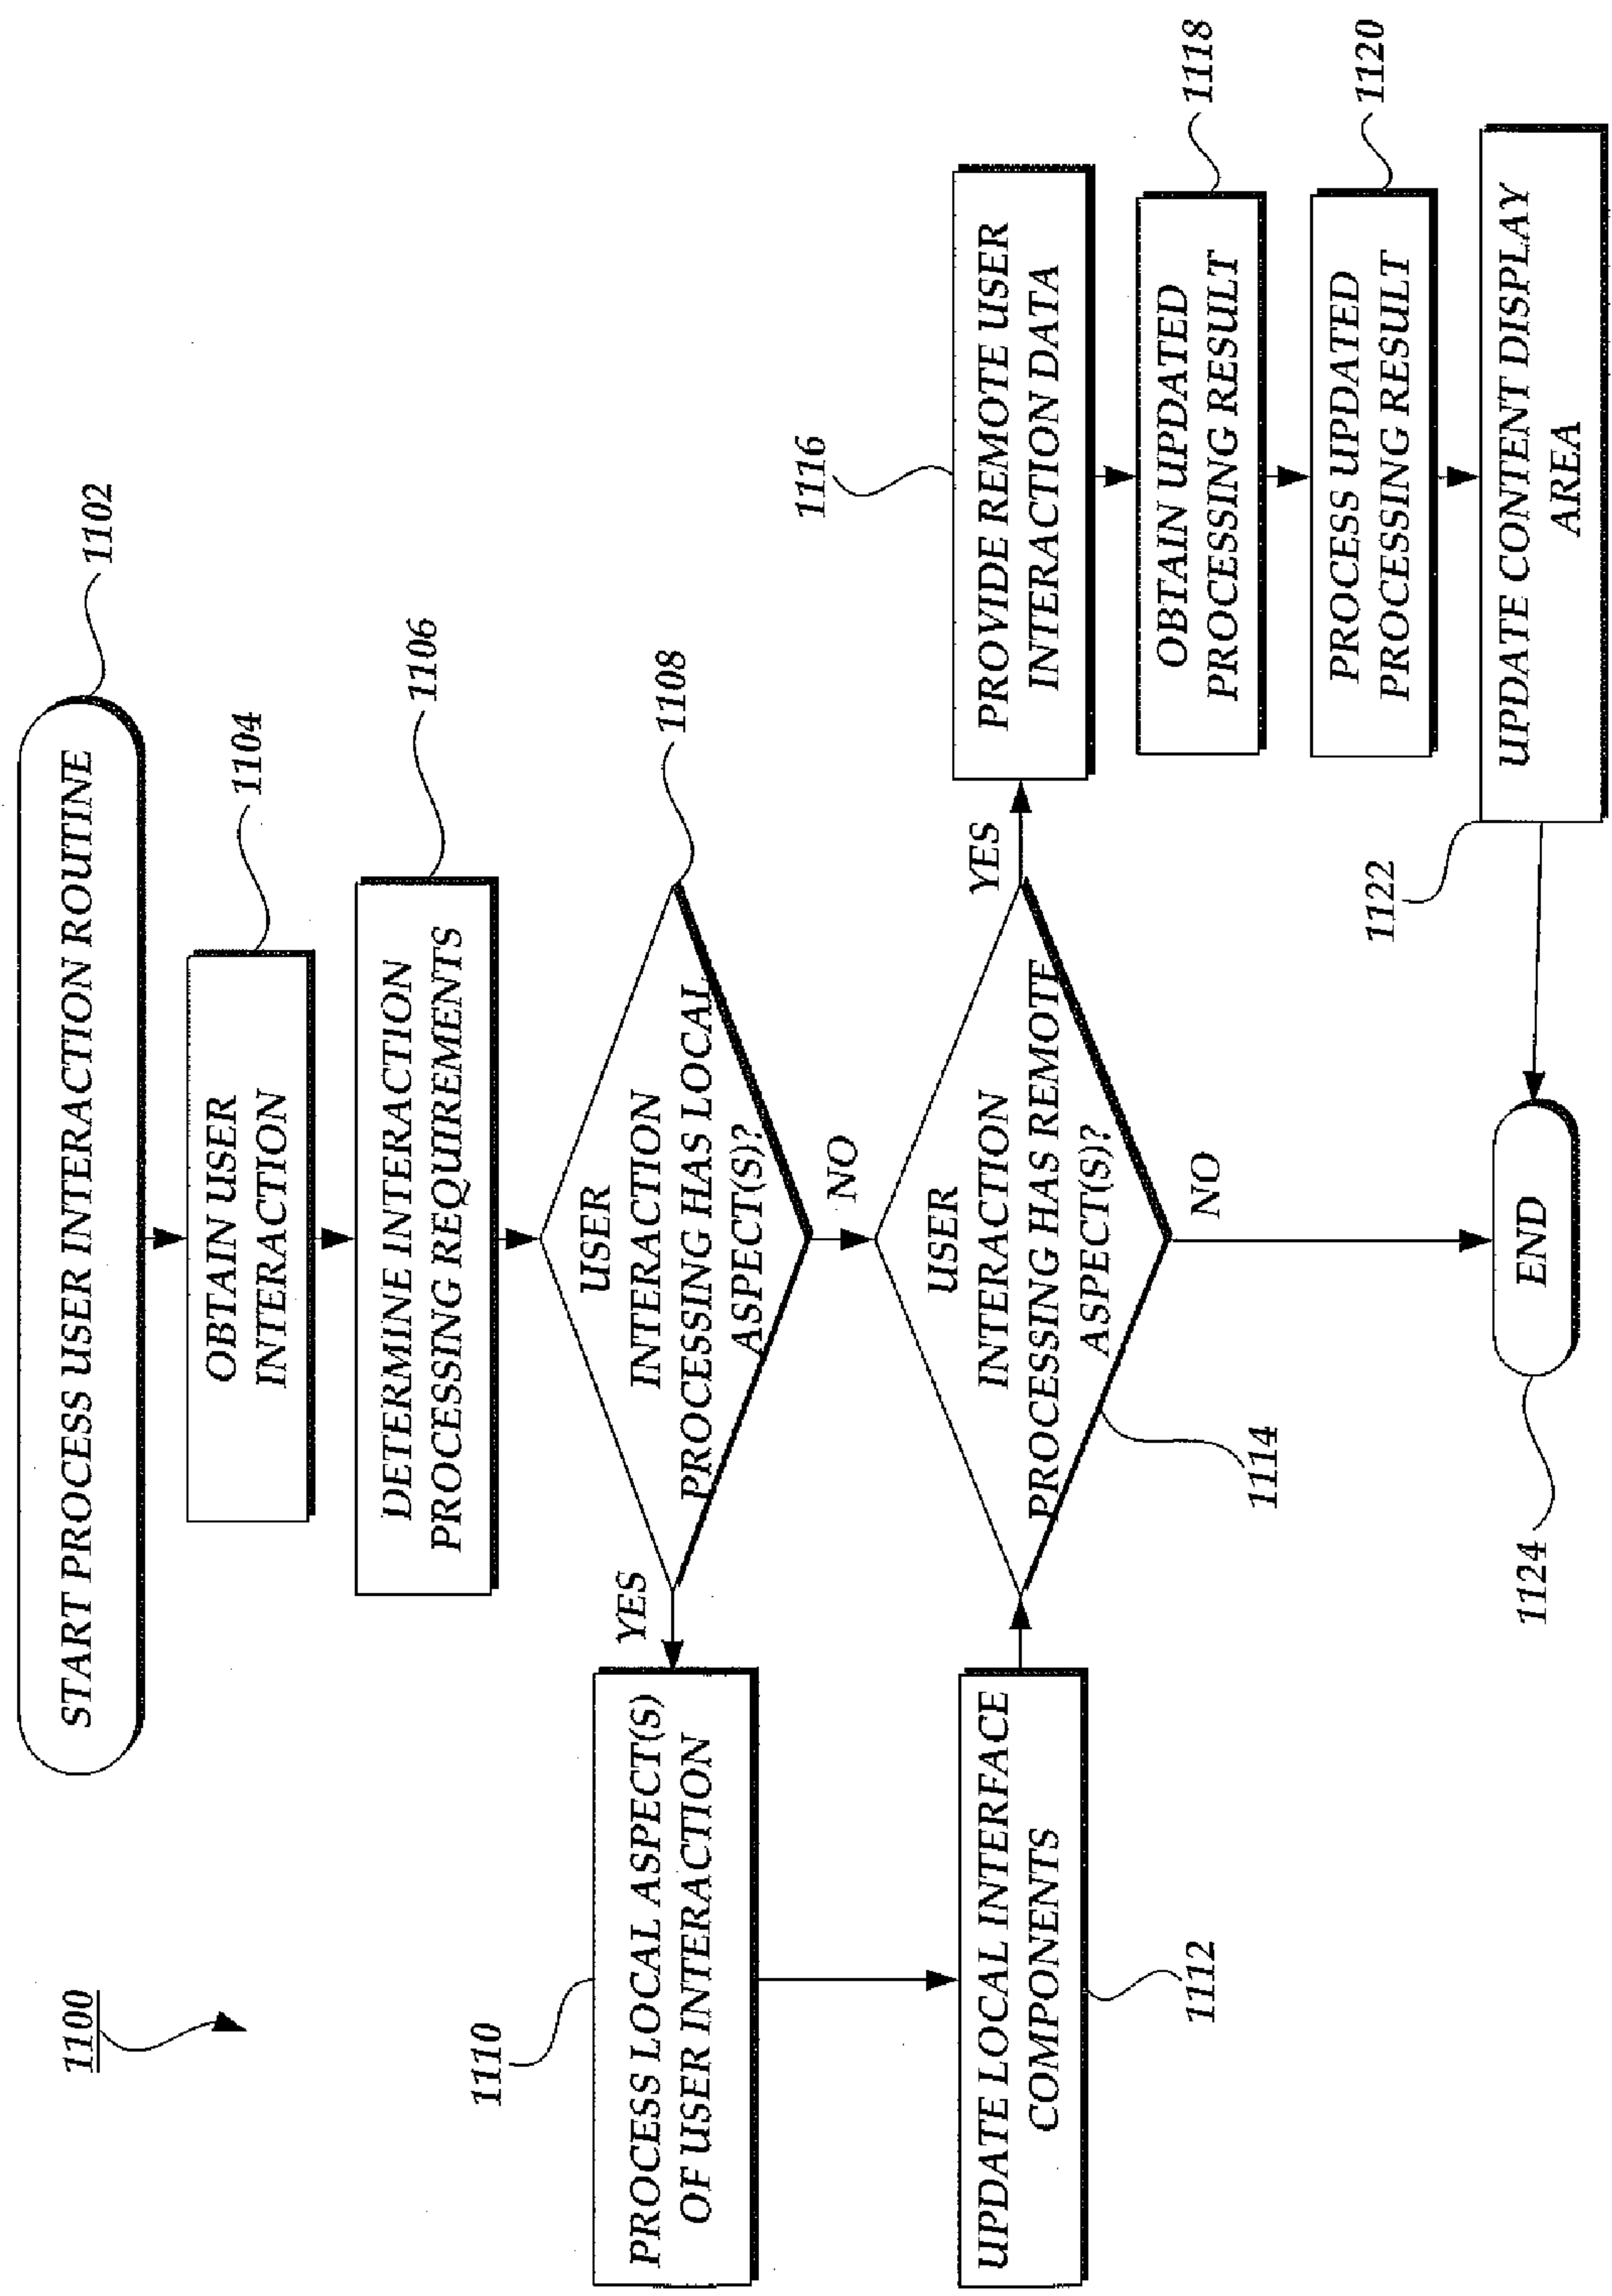 1100
START PROCESS USER INTERACTION ROUTINE
1102
OBTAIN USER
INTERACTION
1104
DETERMINE INTERACTION
PROCESSING REQUIREMENTS
1106
USER
INTERACTION
PROCESSING HAS LOCAL
ASPECT(S)?
1108
YES
NO
1110
PROCESS LOCAL ASPECT(S)
OF USER INTERACTION
UPDATE LOCAL INTERFACE
COMPONENTS
1112
USER
INTERACTION
PROCESSING HAS REMOTE
ASPECT(S)?
1114
YES
NO
1116
PROVIDE REMOTE USER
INTERACTION DATA
OBTAIN UPDATED
PROCESSING RESULT
1118
PROCESS UPDATED
PROCESSING RESULT
1120
UPDATE CONTENT DISPLAY
AREA
1122
END
1124